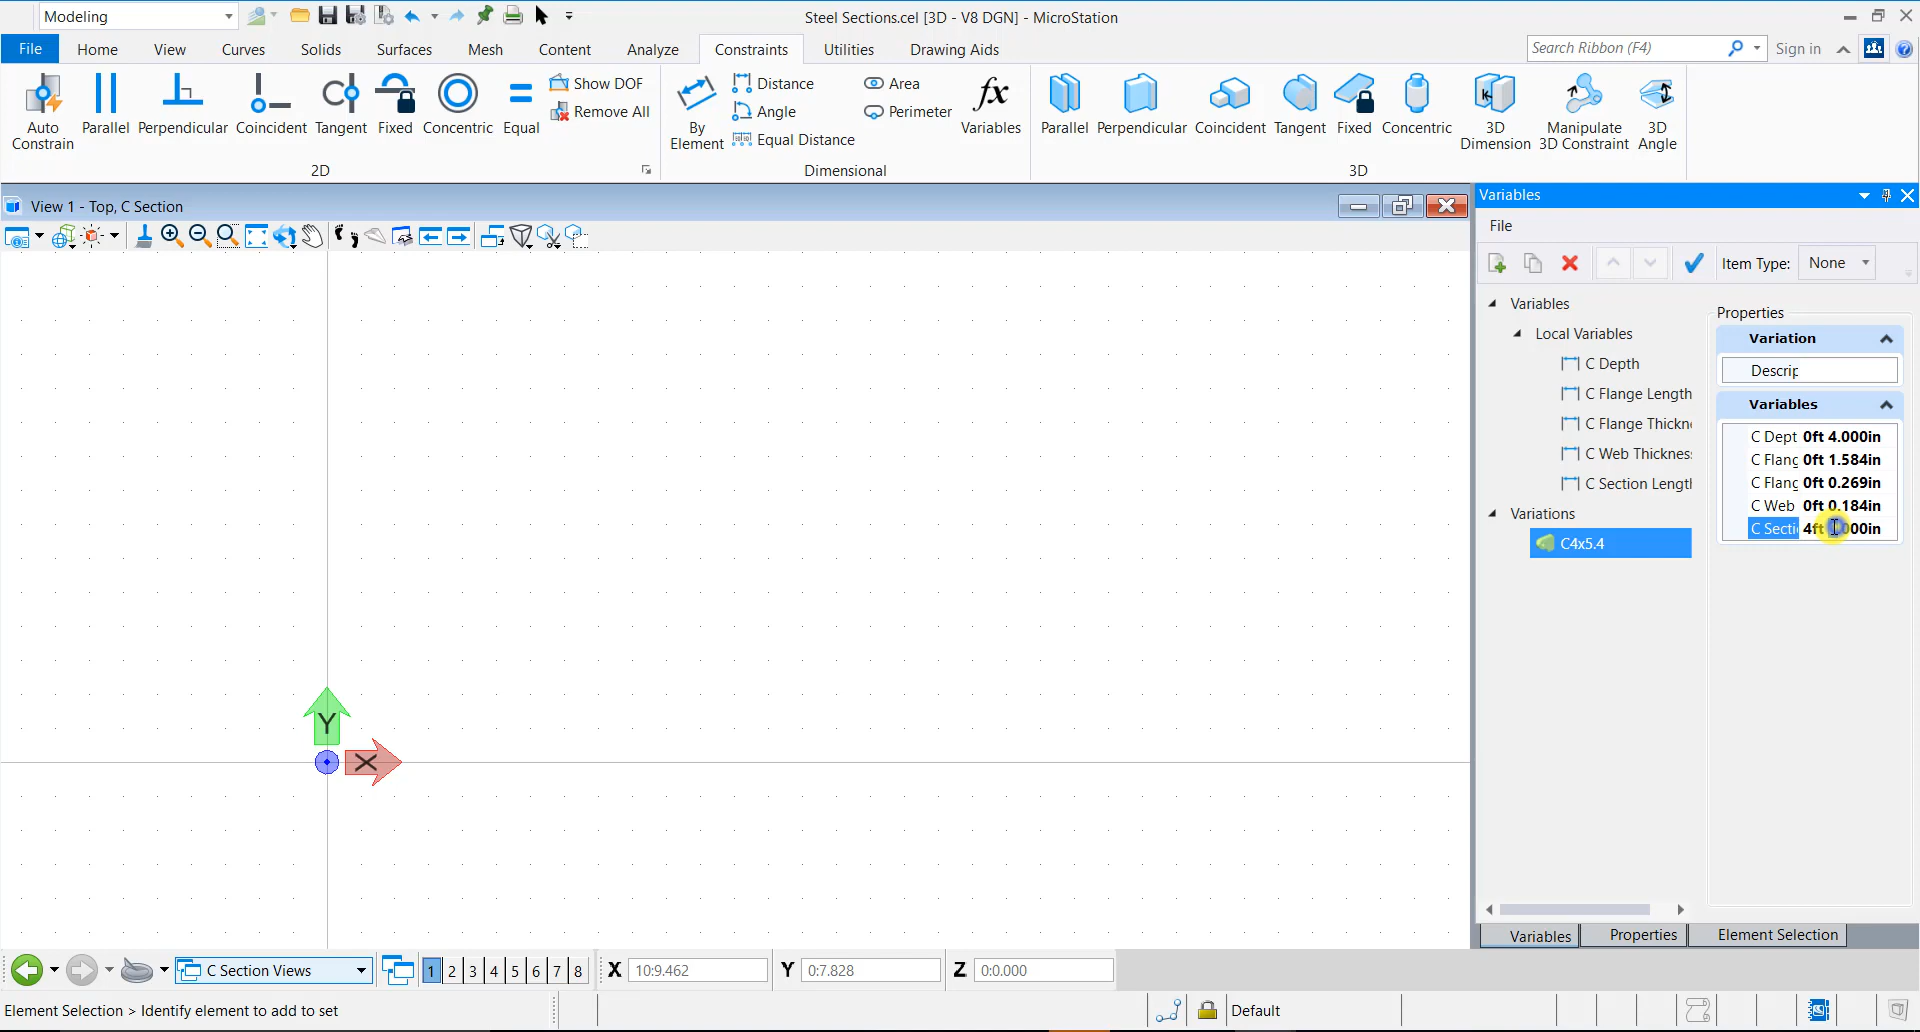 Modeling
Steel Sections.cel [3D - V8 DGN] - MicroStation
File Home View Curves Solids Surfaces Mesh Content Analyze Constraints Utilities Drawing Aids
Search Ribbon (F4)
Sign in
Auto Constrain
Parallel
Perpendicular
Coincident
Tangent
Fixed
Concentric
Equal
Show DOF
Remove All
2D
By Element
Distance
Angle
Equal Distance
Area
Perimeter
Variables
Dimensional
Parallel
Perpendicular
Coincident
Tangent
Fixed
Concentric
3D Dimension
Manipulate 3D Constraint
3D Angle
3D
View 1 - Top, C Section
Y
X
Variables
File
Item Type: None
Variables
Local Variables
C Depth
C Flange Length
C Flange Thickn
C Web Thickness
C Section Length
Variations
C4x5.4
Properties
Variation
Descrip
Variables
C Dept 0ft 4.000in
C Flang 0ft 1.584in
C Flang 0ft 0.269in
C Web 0ft 0.184in
C Secti 4ft
Variables Properties Element Selection
C Section Views
1 2 3 4 5 6 7 8
X 10:9.462
Y 0:7.828
Z 0:0.000
Element Selection > Identify element to add to set
Default